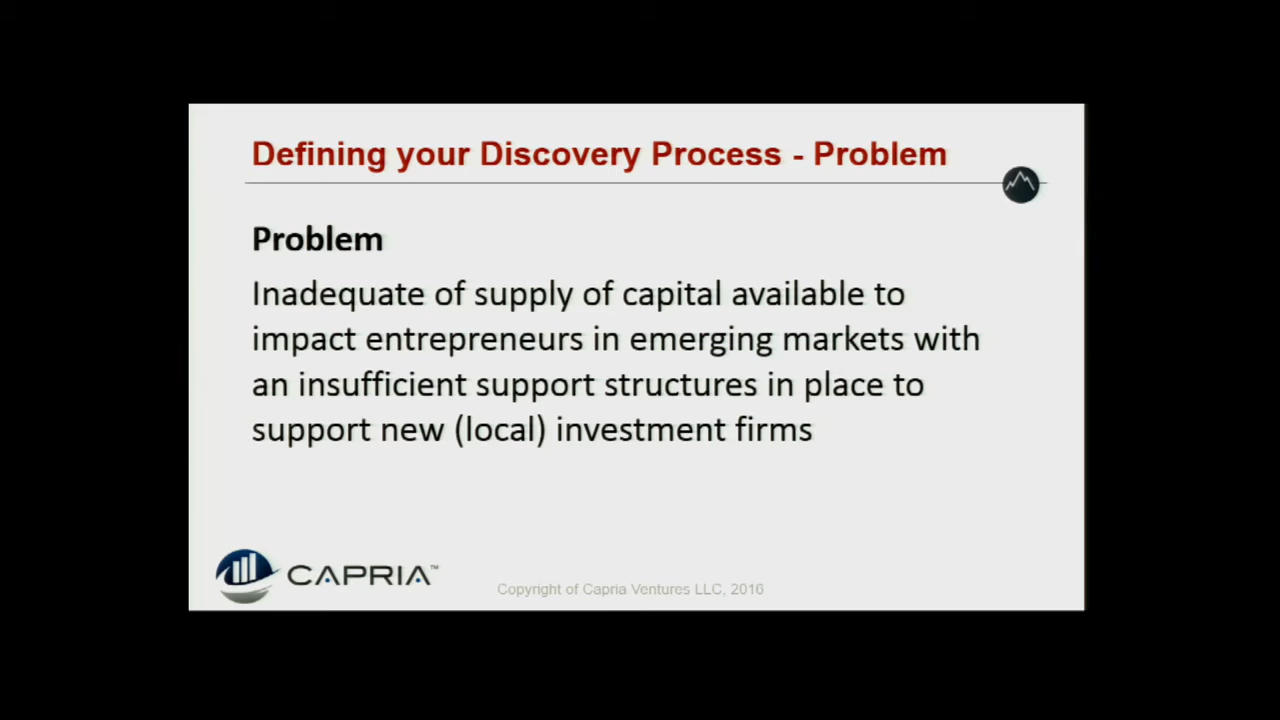 Defining your Discovery Process - Problem
Problem
Inadequate of supply of capital available to
impact entrepreneurs in emerging markets with
an insufficient support structures in place to
support new (local) investment firms
CAPRIA™
Copyright of Capria Ventures LLC, 2016